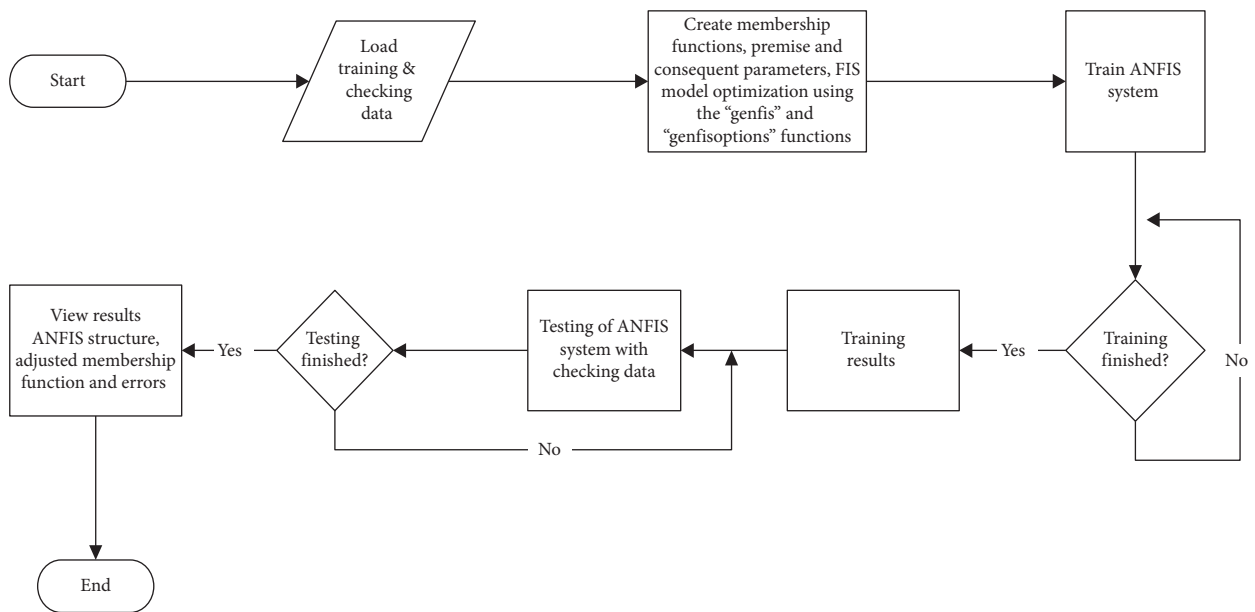 Start
Load
training &
checking
data
Create membership
functions, premise and
consequent parameters, FIS
model optimization using
the “genfis” and
“genfisoptions” functions
Train ANFIS
system
Training
finished?
No
Yes
Training
results
Testing of ANFIS
system with
checking data
Testing
finished?
No
Yes
View results
ANFIS structure,
adjusted membership
function and errors
End